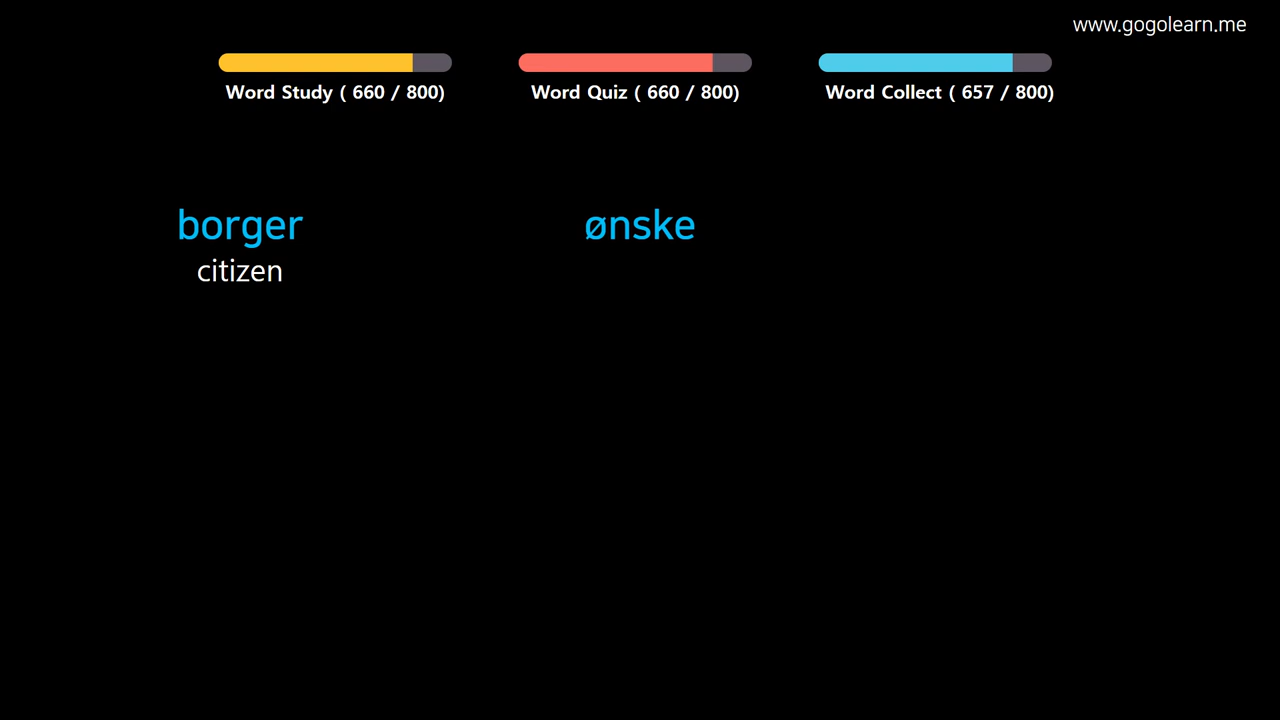 www.gogolearn.me
Word Study ( 660 / 800)
Word Quiz ( 660 / 800)
Word Collect ( 657 / 800)
borger
citizen
ønske